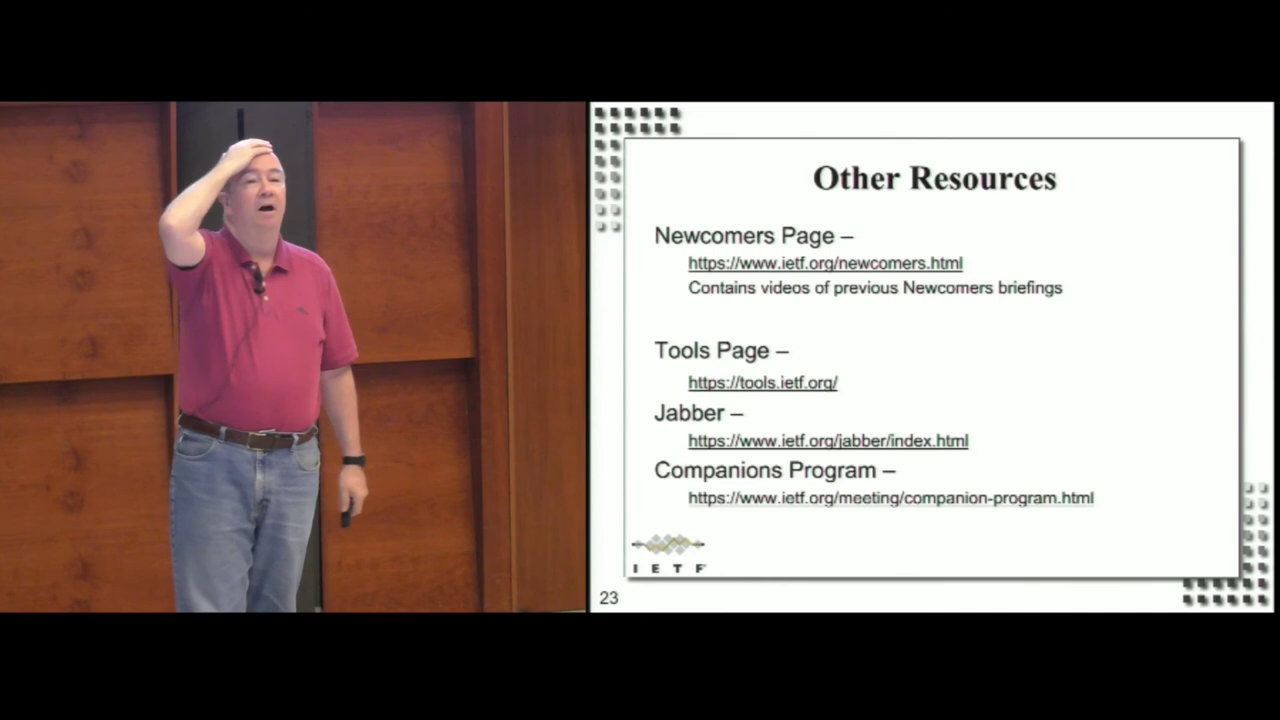 Other Resources
Newcomers Page –
https://www.ietf.org/newcomers.html
Contains videos of previous Newcomers briefings
Tools Page –
https://tools.ietf.org/
Jabber –
https://www.ietf.org/jabber/index.html
Companions Program –
https://www.ietf.org/meeting/companion-program.html
I E T F
23